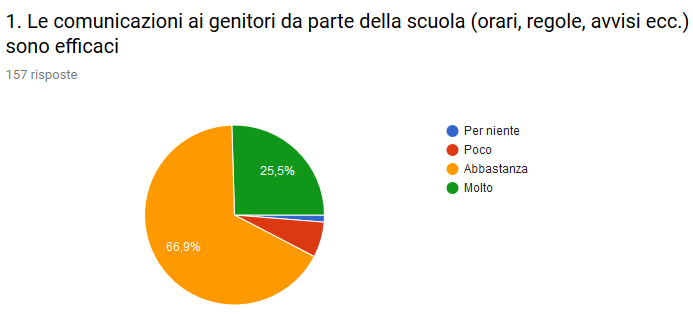 1. Le comunicazioni ai genitori da parte della scuola (orari, regole, avvisi ecc.)
sono efficaci
157 risposte
Per niente
Poco
Abbastanza
Molto
25,5%
66,9%